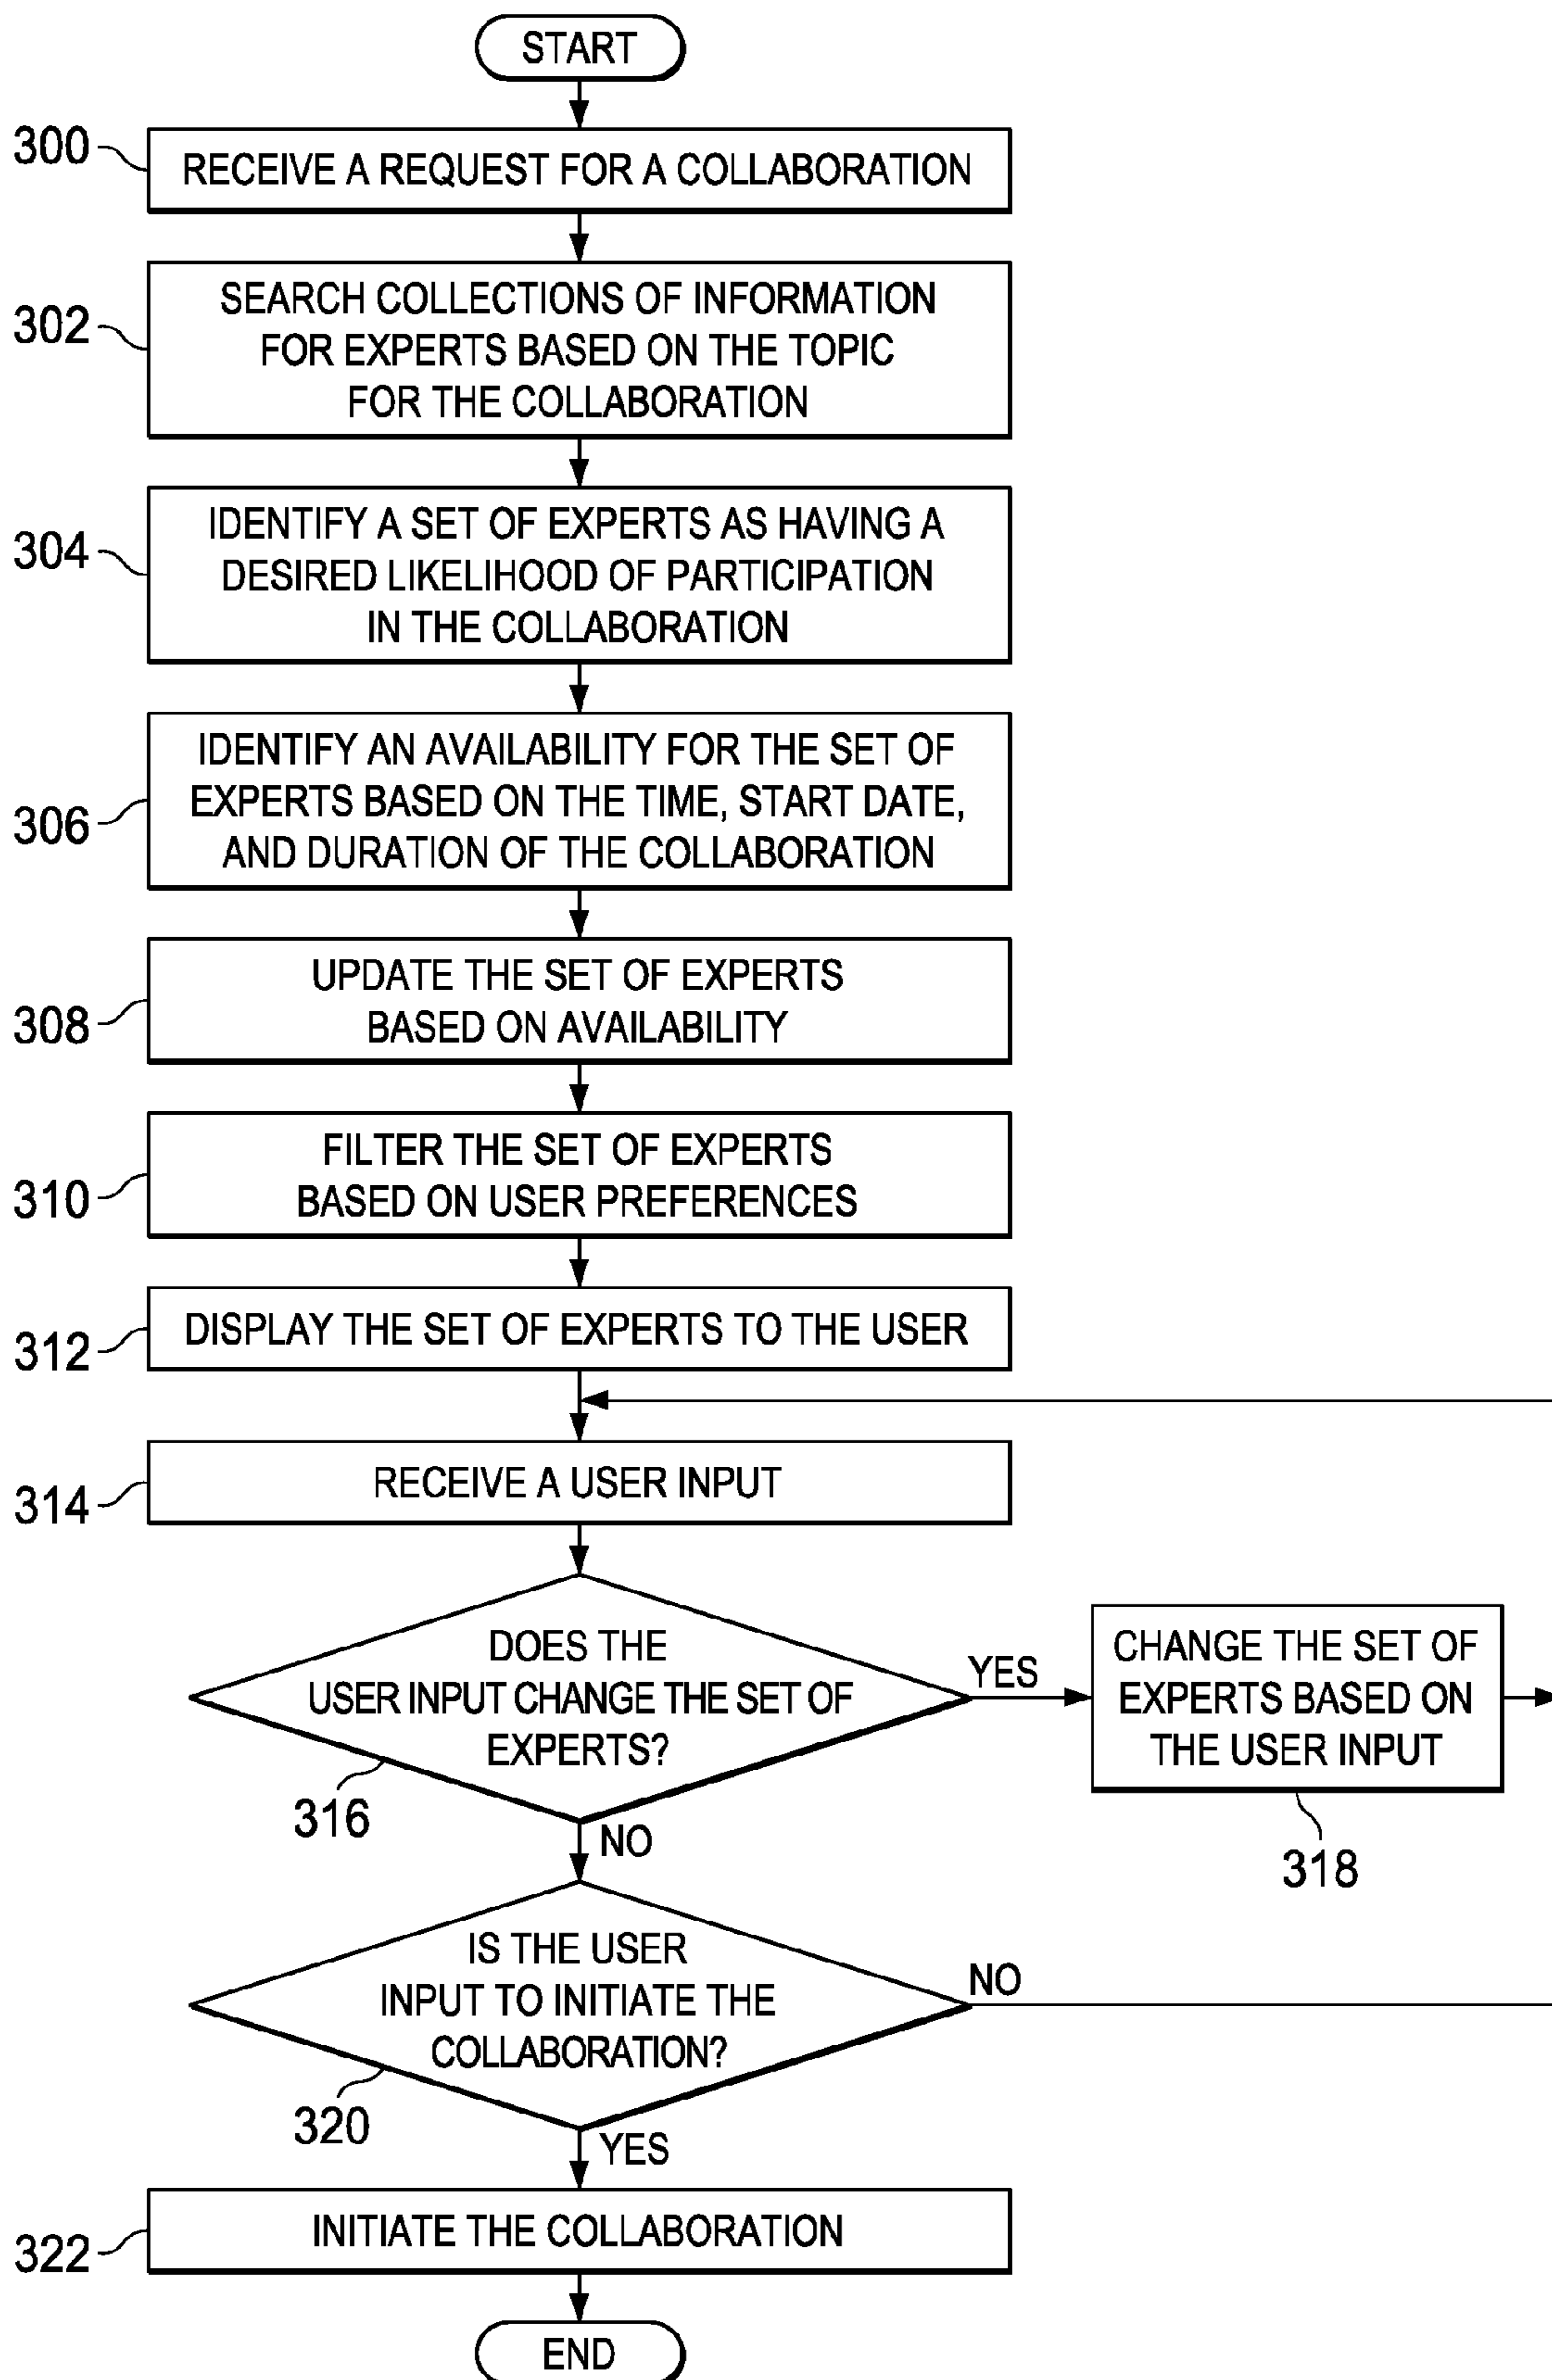 START
300
RECEIVE A REQUEST FOR A COLLABORATION
302
SEARCH COLLECTIONS OF INFORMATION
FOR EXPERTS BASED ON THE TOPIC
FOR THE COLLABORATION
304
IDENTIFY A SET OF EXPERTS AS HAVING A
DESIRED LIKELIHOOD OF PARTICIPATION
IN THE COLLABORATION
306
IDENTIFY AN AVAILABILITY FOR THE SET OF
EXPERTS BASED ON THE TIME, START DATE,
AND DURATION OF THE COLLABORATION
308
UPDATE THE SET OF EXPERTS
BASED ON AVAILABILITY
310
FILTER THE SET OF EXPERTS
BASED ON USER PREFERENCES
312
DISPLAY THE SET OF EXPERTS TO THE USER
314
RECEIVE A USER INPUT
DOES THE
USER INPUT CHANGE THE SET OF
EXPERTS?
316
YES
CHANGE THE SET OF
EXPERTS BASED ON
THE USER INPUT
318
NO
IS THE USER
INPUT TO INITIATE THE
COLLABORATION?
320
NO
YES
322
INITIATE THE COLLABORATION
END